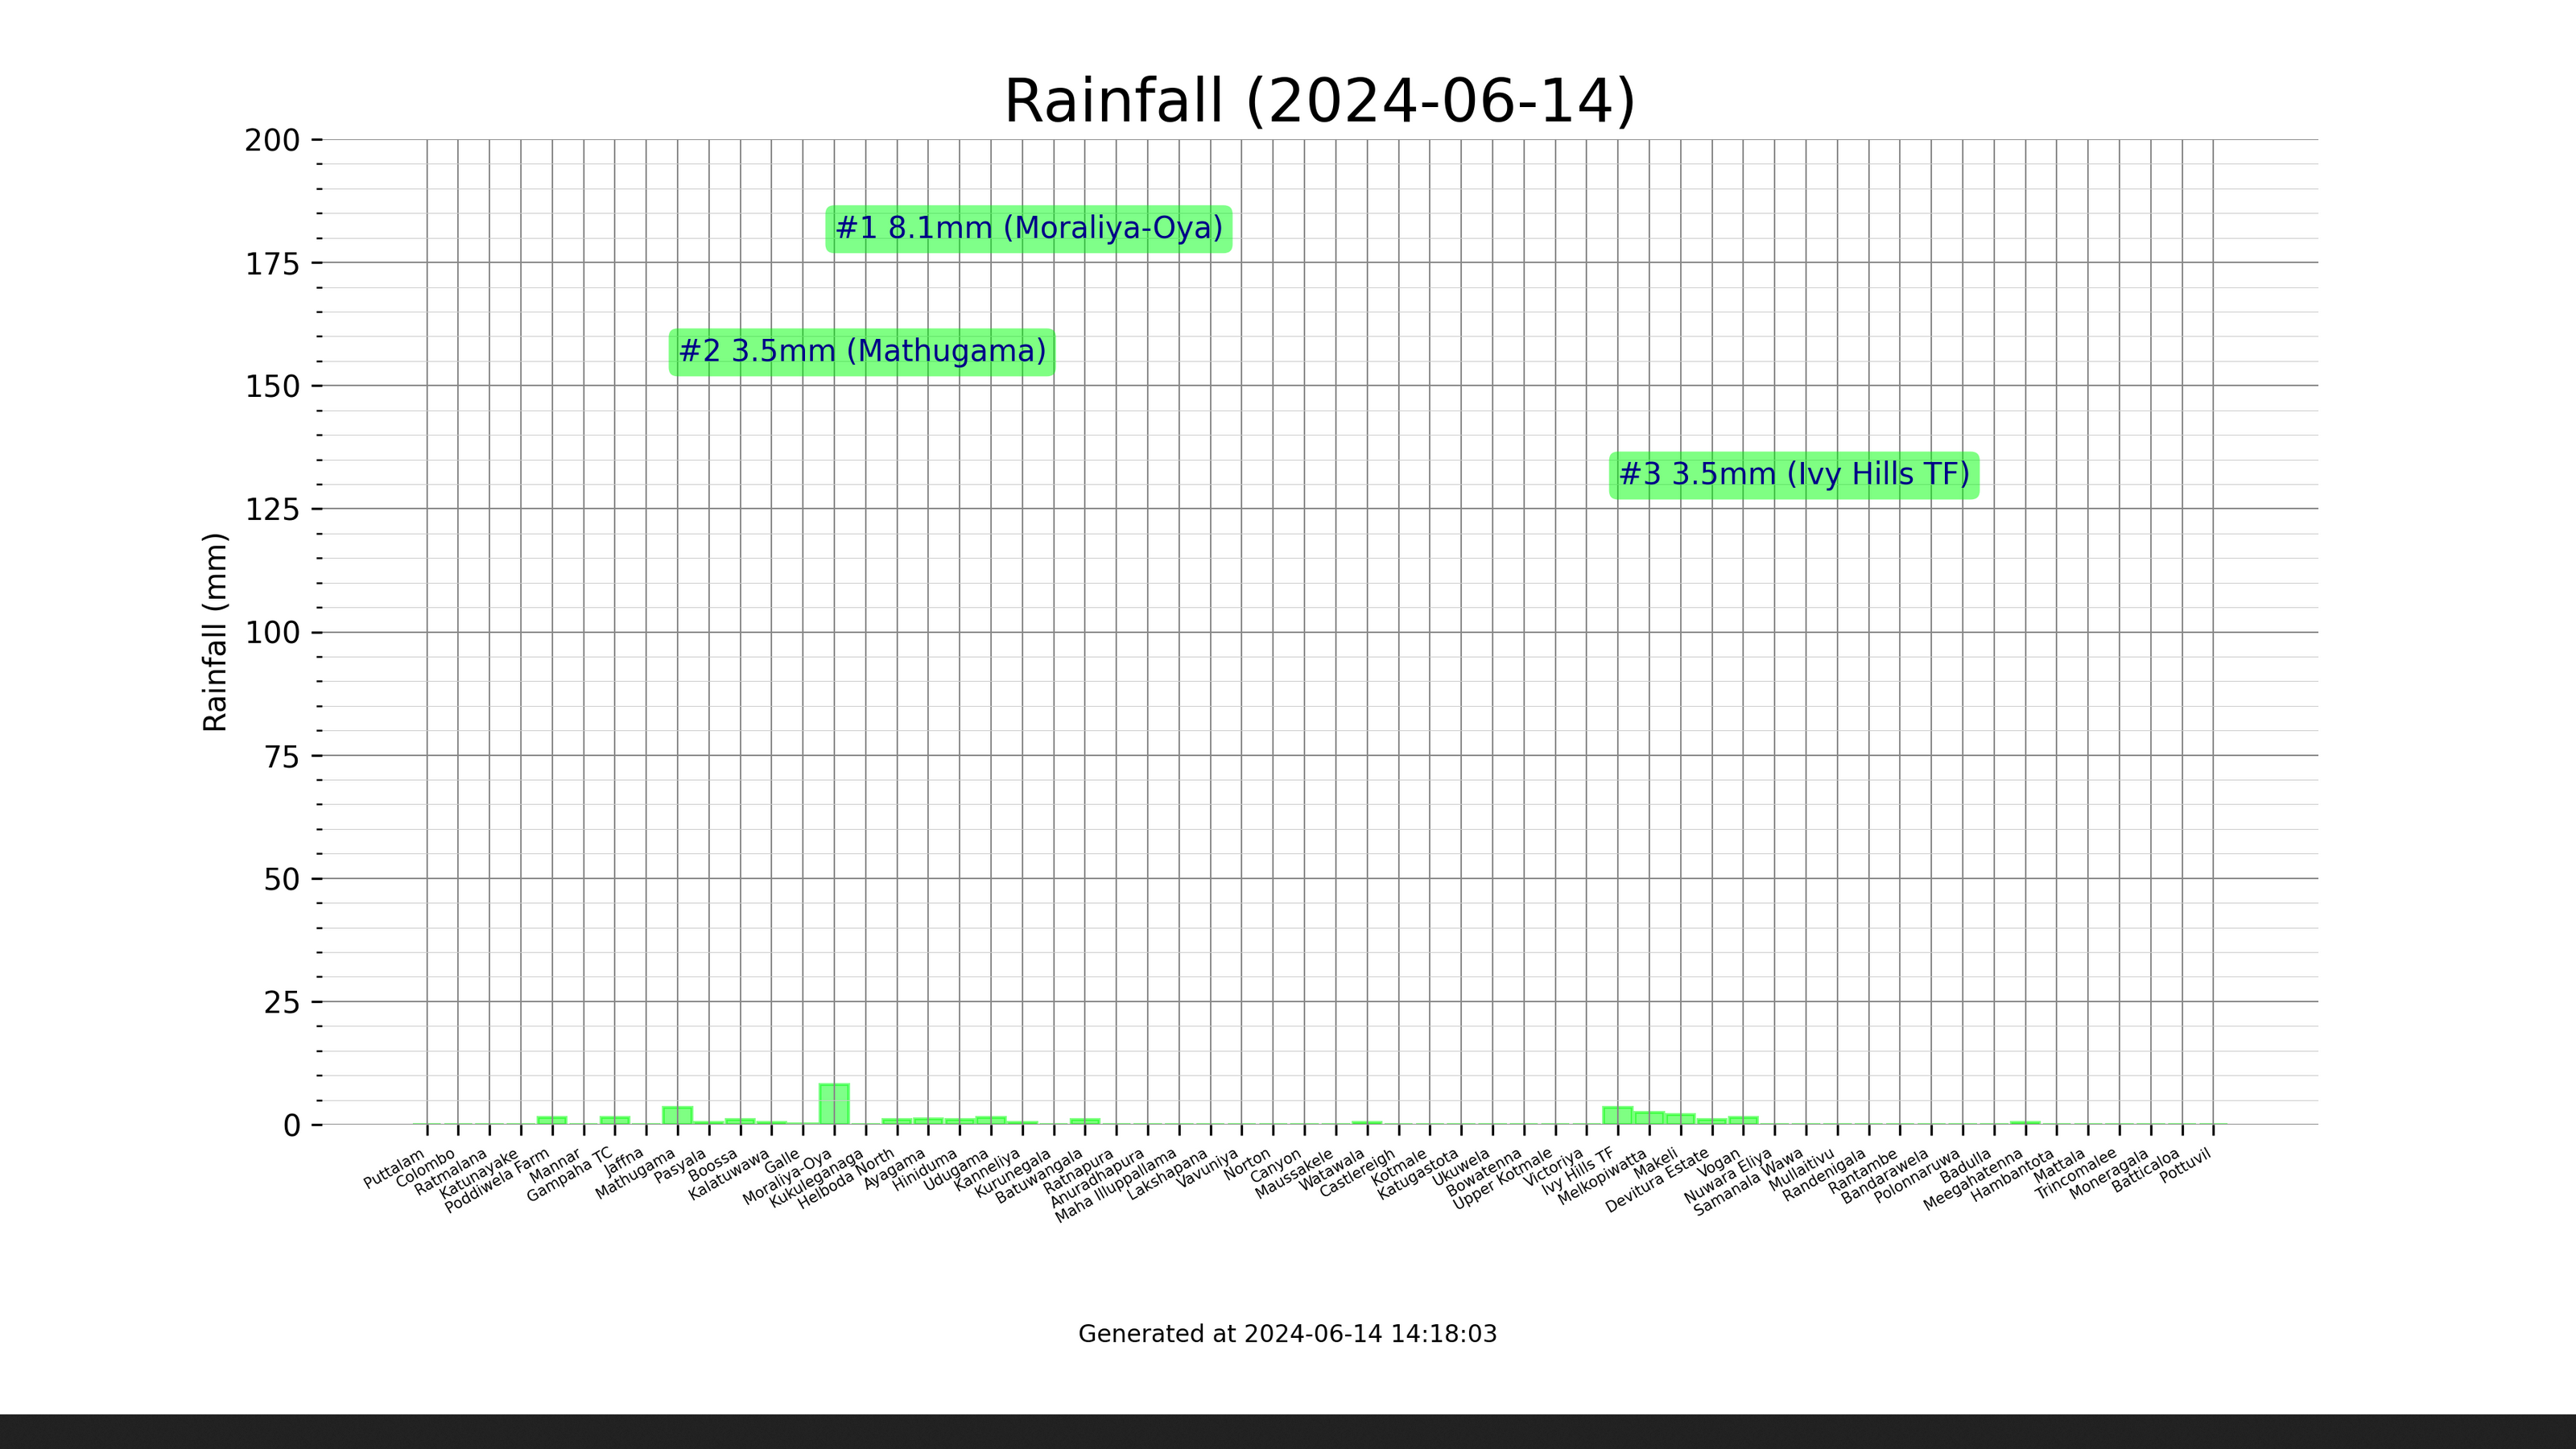 Rainfall (2024-06-14)
200
175
150
125
100
75
50
25
0
Rainfall (mm)
#1 8.1mm (Moraliya-Oya)
#2 3.5mm (Mathugama)
#3 3.5mm (Ivy Hills TF)
Puttalam
Colombo
Ratmalana
Katunayake
Poddiwela Farm
Mannar
Gampaha TC
Jaffna
Mathugama
Pasyala
Boossa
Kalatuwawa
Galle
Moraliya-Oya
Kukuleganaga
Helboda North
Ayagama
Hiniduma
Udugama
Kanneliya
Kurunegala
Batuwangala
Ratnapura
Anuradhapura
Maha Illuppallama
Lakshapana
Vavuniya
Norton
Canyon
Maussakele
Watawala
Castlereigh
Kotmale
Katugastota
Ukuwela
Bowatenna
Upper Kotmale
Victoriya
Ivy Hills TF
Melkopiwatta
Makeli
Devitura Estate
Vogan
Nuwara Eliya
Samanala Wawa
Mullaitivu
Randenigala
Rantambe
Bandarawela
Polonnaruwa
Badulla
Meegahatenna
Hambantota
Mattala
Trincomalee
Moneragala
Batticaloa
Pottuvil
Generated at 2024-06-14 14:18:03